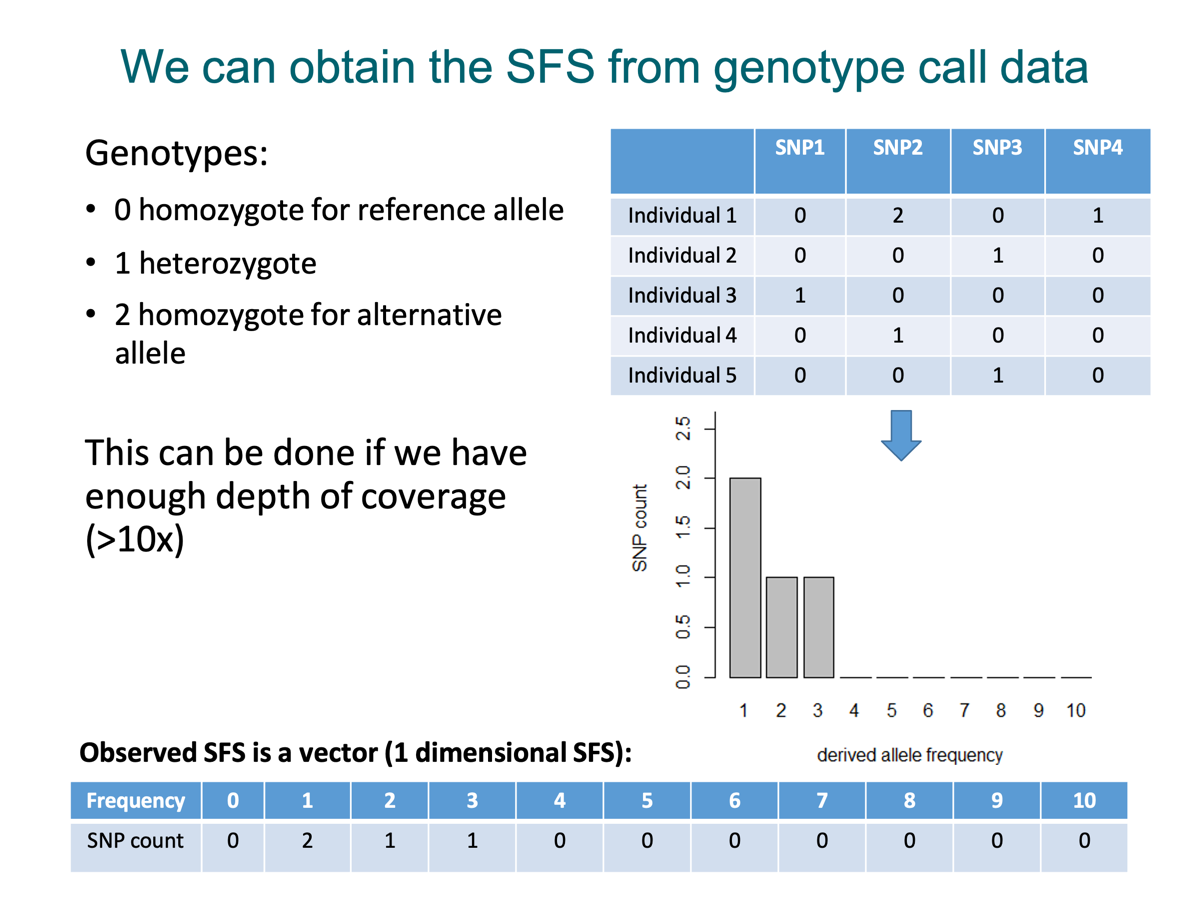 We can obtain the SFS from genotype call data
Genotypes:
• 0 homozygote for reference allele
• 1 heterozygote
• 2 homozygote for alternative
allele
This can be done if we have
enough depth of coverage
(>10x)
SNP1 SNP2 SNP3 SNP4
Individual 1 0 2 0 1
Individual 2 0 0 1 0
Individual 3 1 0 0 0
Individual 4 0 1 0 0
Individual 5 0 0 1 0
SNP count
2.5
2.0
1.5
1.0
0.5
0.0
1 2 3 4 5 6 7 8 9 10
derived allele frequency
Observed SFS is a vector (1 dimensional SFS):
Frequency 0 1 2 3 4 5 6 7 8 9 10
SNP count 0 2 1 1 0 0 0 0 0 0 0